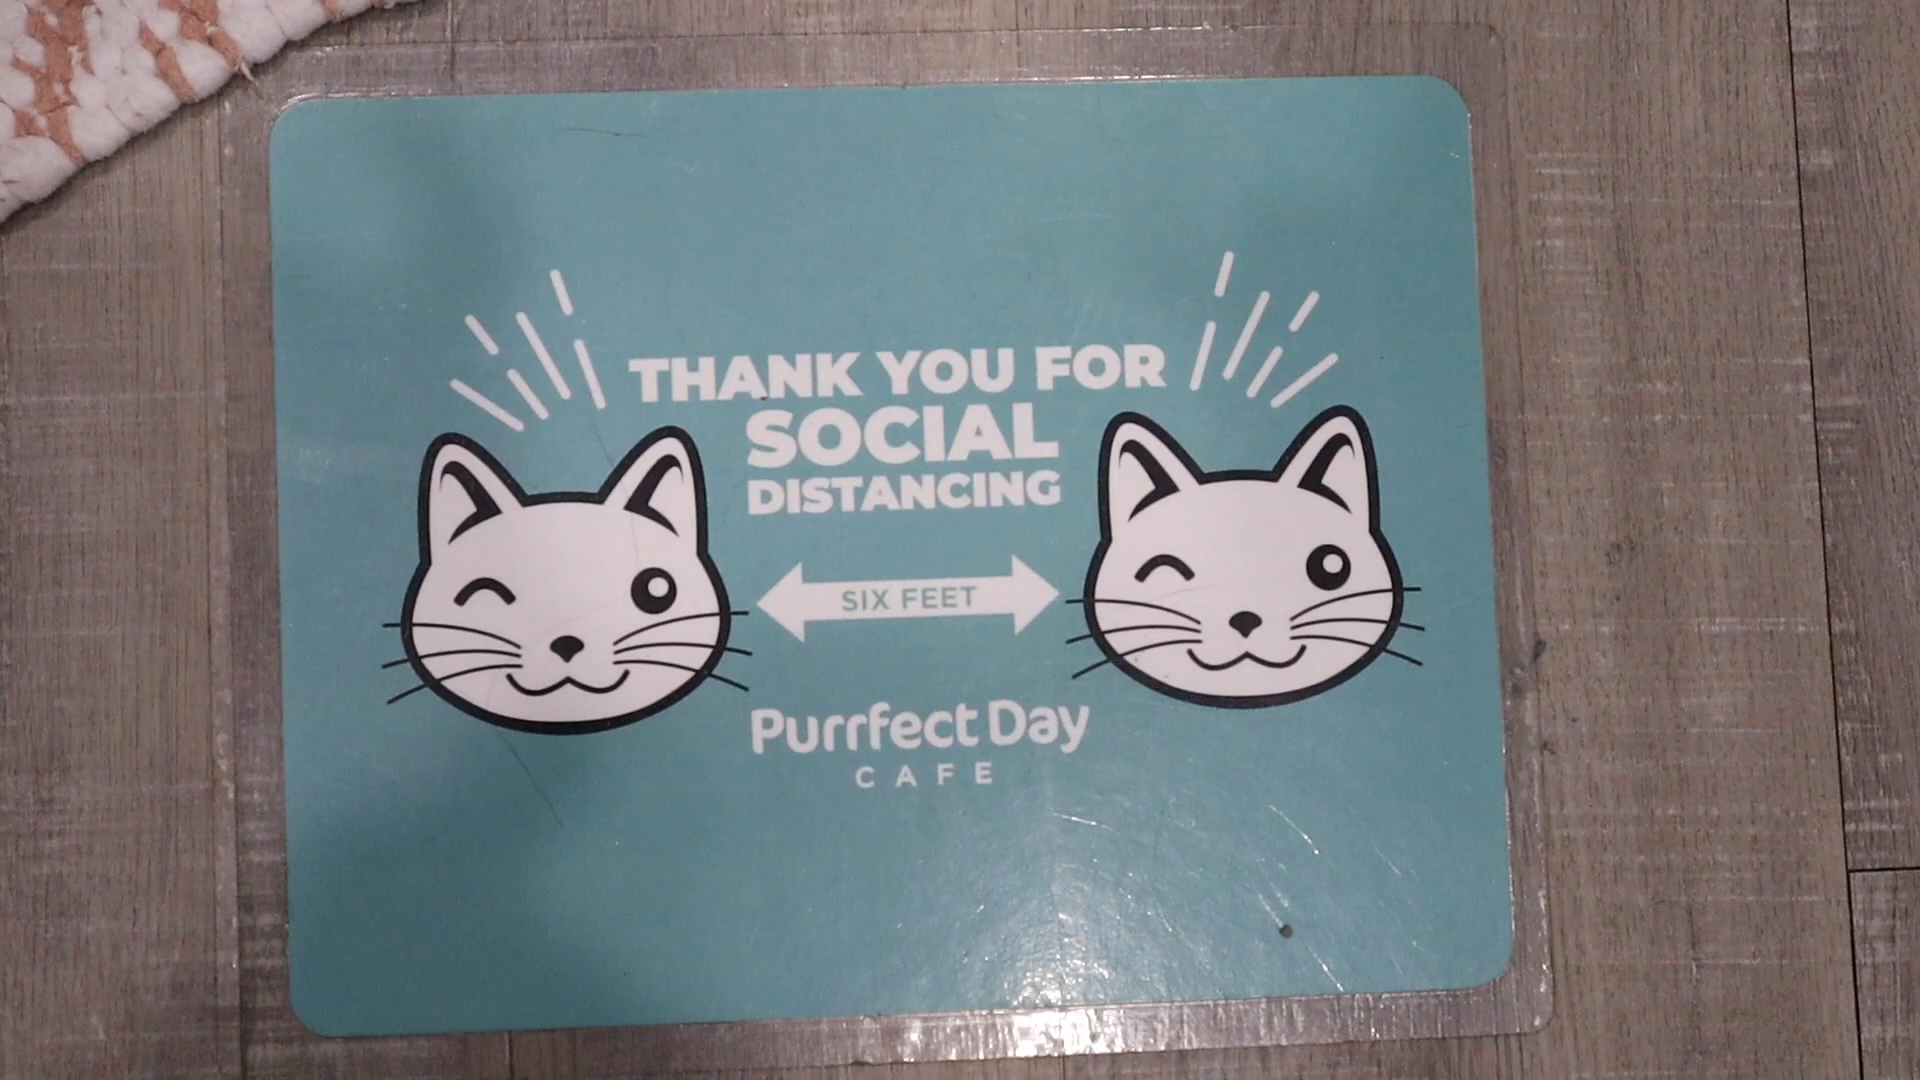 THANK YOU FOR
SOCIAL
DISTANCING
SIX FEET
Purrfect Day
CAFE